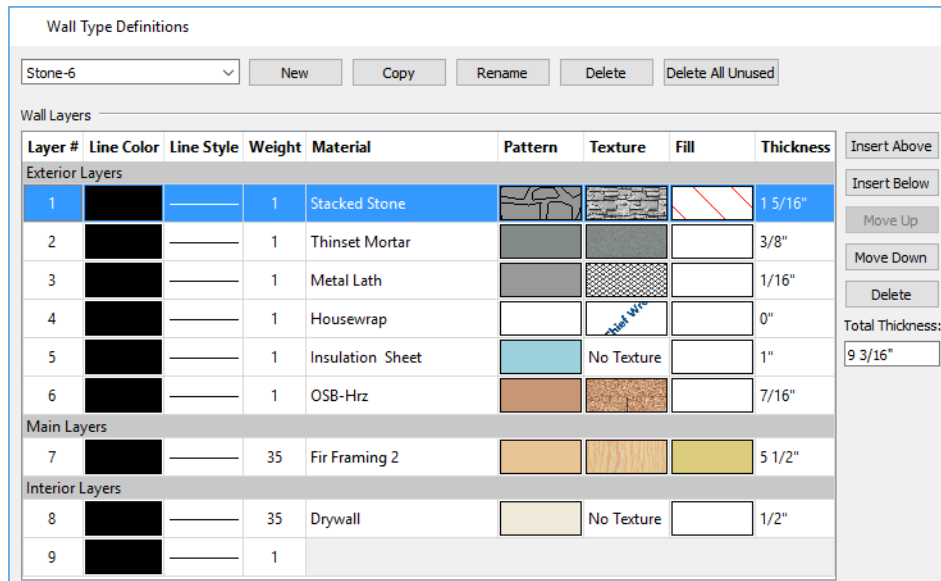 Wall Type Definitions
Stone-6 New Copy Rename Delete Delete All Unused
Wall Layers
Layer # Line Color Line Style Weight Material Pattern Texture Fill Thickness Insert Above
Exterior Layers
Insert Below
1 1 Stacked Stone 1 5/16"
Move Up
2 1 Thinset Mortar 3/8"
Move Down
3 1 Metal Lath 1/16"
Delete
4 1 Housewrap Chief Wr 0"
Total Thickness:
5 1 Insulation Sheet No Texture 1" 9 3/16"
6 1 OSB-Hrz 7/16"
Main Layers
7 35 Fir Framing 2 5 1/2"
Interior Layers
8 35 Drywall No Texture 1/2"
9 1